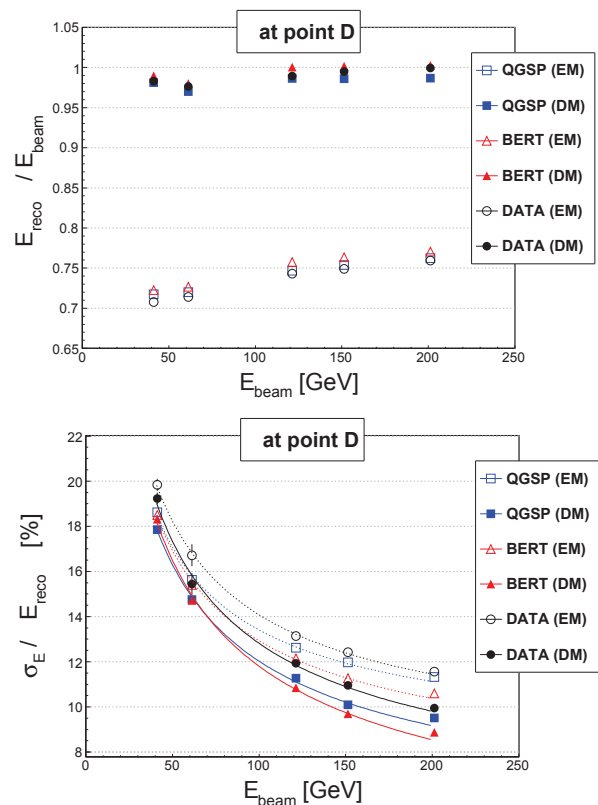 at point D
E_reco / E_beam
1.05
1
0.95
0.9
0.85
0.8
0.75
0.7
0.65
0 50 100 150 200 250
E_beam [GeV]
QGSP (EM)
QGSP (DM)
BERT (EM)
BERT (DM)
DATA (EM)
DATA (DM)
at point D
σ_E / E_reco [%]
22
20
18
16
14
12
10
8
0 50 100 150 200 250
E_beam [GeV]
QGSP (EM)
QGSP (DM)
BERT (EM)
BERT (DM)
DATA (EM)
DATA (DM)